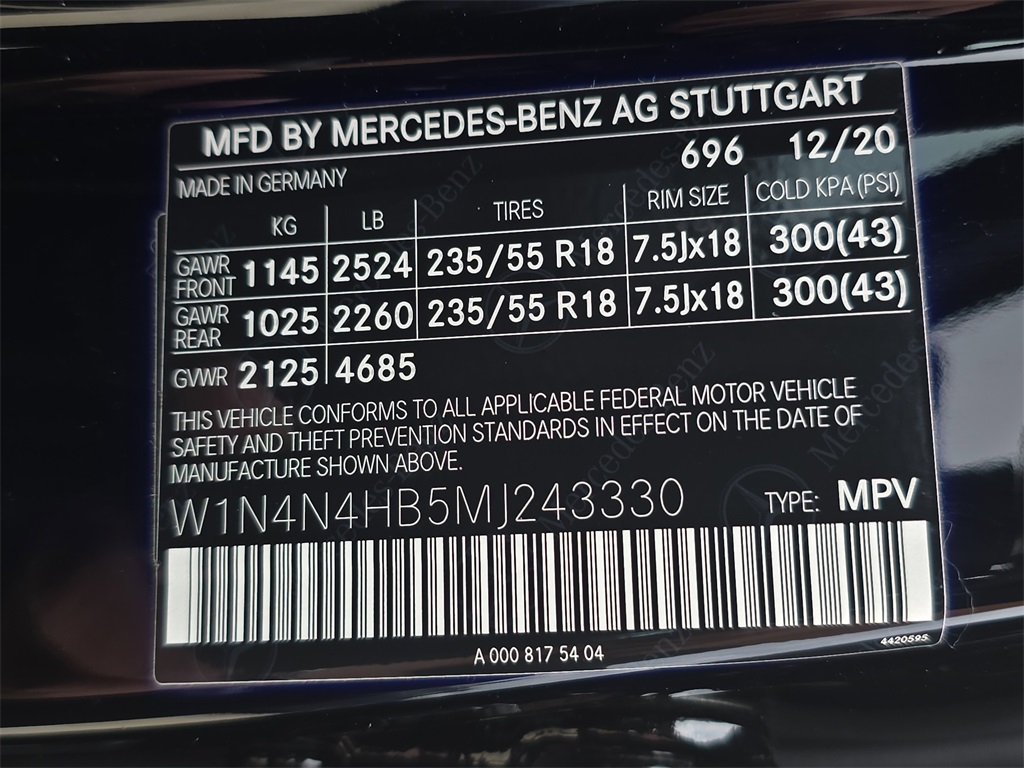 MFD BY MERCEDES-BENZ AG STUTTGART
MADE IN GERMANY 696 12/20
KG LB TIRES RIM SIZE COLD KPA (PSI)
GAWR FRONT 1145 2524 235/55 R18 7.5Jx18 300(43)
GAWR REAR 1025 2260 235/55 R18 7.5Jx18 300(43)
GVWR 2125 4685
THIS VEHICLE CONFORMS TO ALL APPLICABLE FEDERAL MOTOR VEHICLE
SAFETY AND THEFT PREVENTION STANDARDS IN EFFECT ON THE DATE OF
MANUFACTURE SHOWN ABOVE.
W1N4N4HB5MJ243330 TYPE: MPV
A 000 817 54 04
4420595